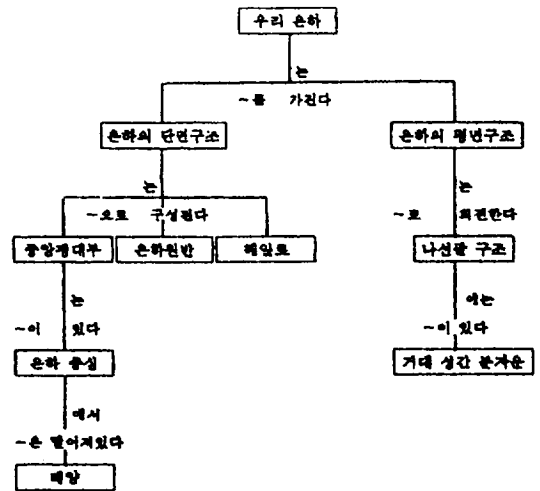 우리 은하
는
~를 가진다
은하의 단면구조
은하의 평면구조
는
는
~으로 구성된다
~로 회전한다
중앙팽대부
은하원반
헤일로
나선팔 구조
는
에는
~이 있다
~이 있다
은하 중심
거대 성간 분자운
에서
~은 떨어져있다
태양